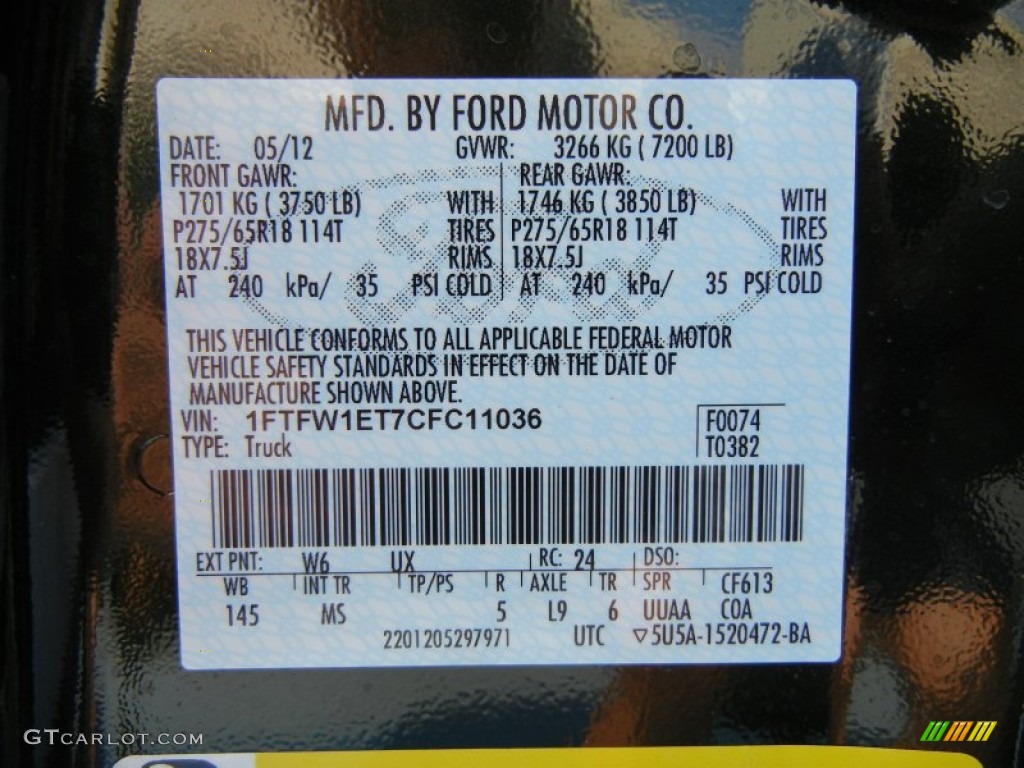 MFD. BY FORD MOTOR CO.
DATE: 05/12 GVWR: 3266 KG ( 7200 LB)
FRONT GAWR: REAR GAWR:
1701 KG ( 3750 LB) WITH 1746 KG ( 3850 LB) WITH
P275/65R18 114T TIRES P275/65R18 114T TIRES
18X7.5J RIMS 18X7.5J RIMS
AT 240 kPa/ 35 PSI COLD AT 240 kPa/ 35 PSI COLD
THIS VEHICLE CONFORMS TO ALL APPLICABLE FEDERAL MOTOR
VEHICLE SAFETY STANDARDS IN EFFECT ON THE DATE OF
MANUFACTURE SHOWN ABOVE.
VIN: 1FTFW1ET7CFC11036 F0074
TYPE: Truck T0382
EXT PNT: W6 UX RC: 24 DSO:
WB INT TR TP/PS R AXLE TR SPR CF613
145 MS 5 L9 6 UUAA COA
2201205297971 UTC ▽5U5A-1520472-BA
GTCARLOT.COM